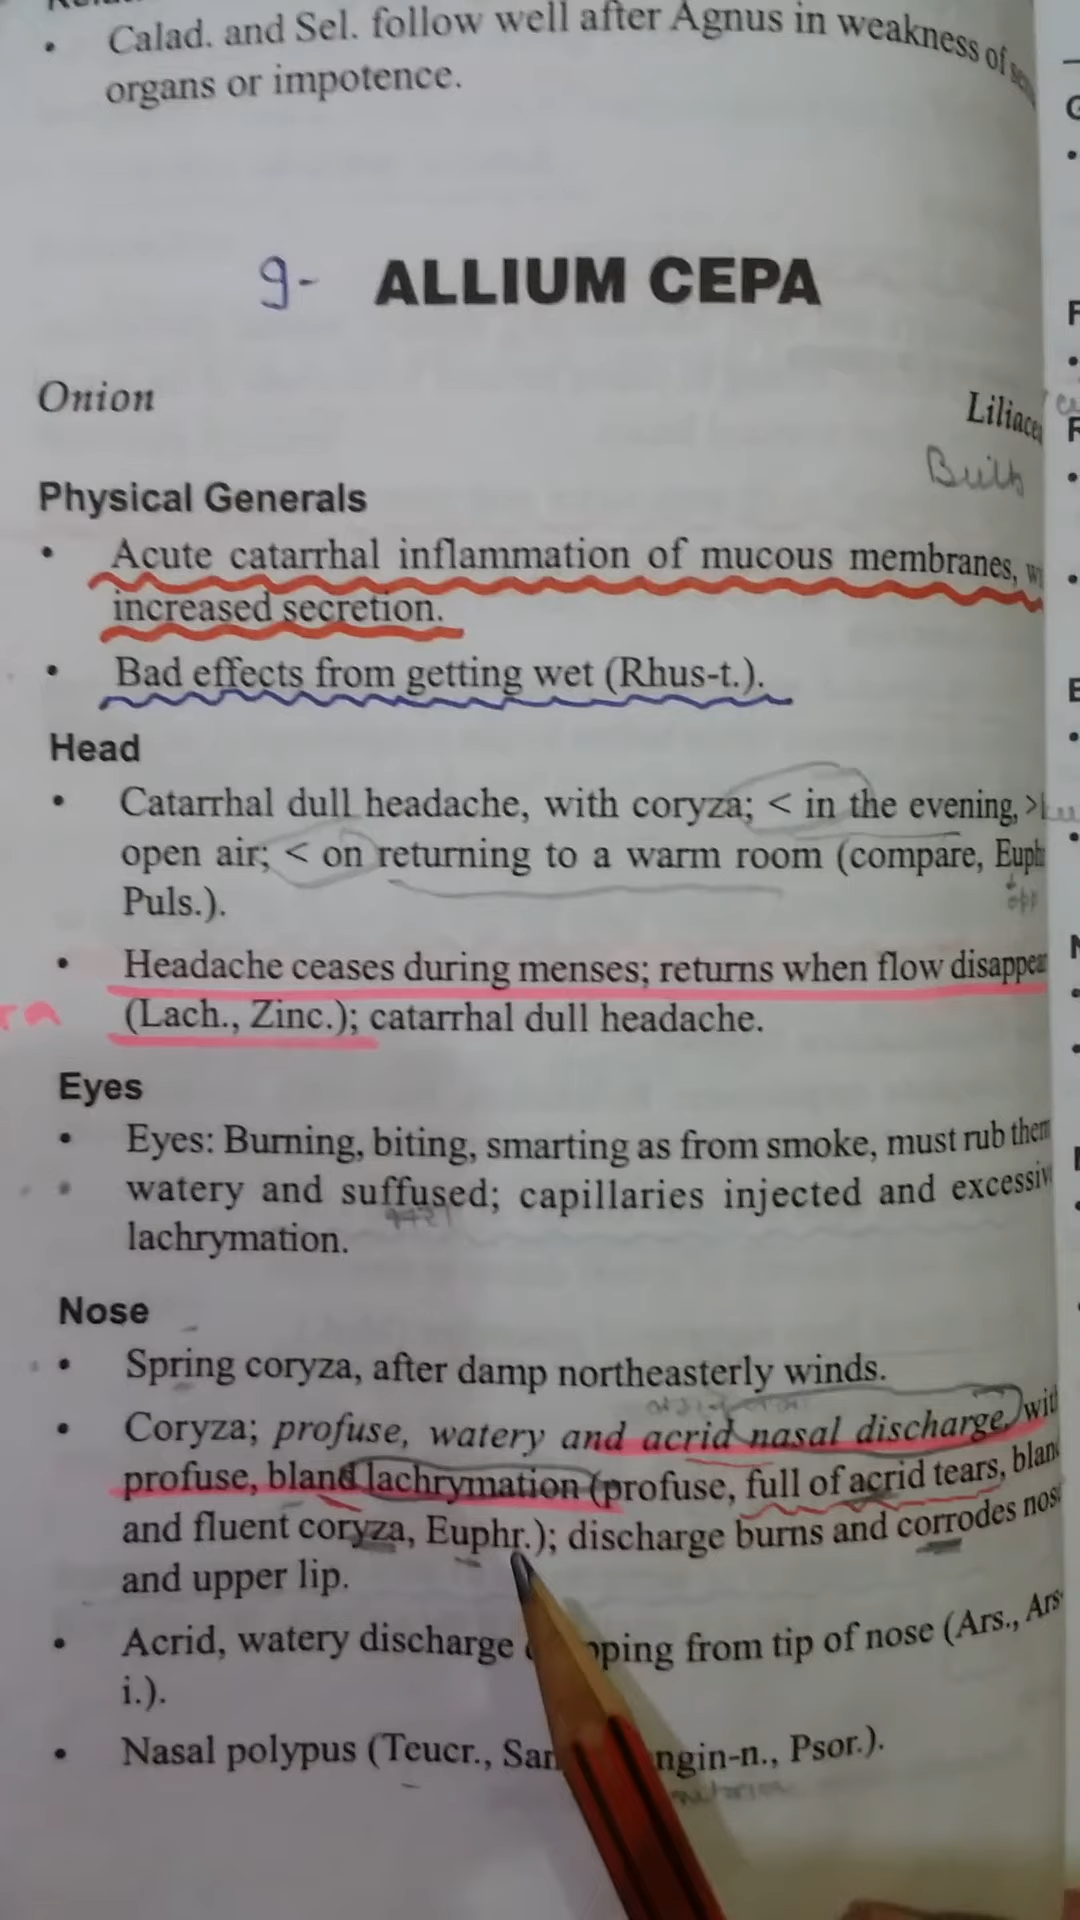 • Calad. and Sel. follow well after Agnus in weakness of
organs or impotence.
9- ALLIUM CEPA
Onion
Liliacea
Physical Generals
• Acute catarrhal inflammation of mucous membranes,
increased secretion.
• Bad effects from getting wet (Rhus-t.).
Head
• Catarrhal dull headache, with coryza; < in the evening, >
open air; < on returning to a warm room (compare, Euph
opp
Puls.).
• Headache ceases during menses; returns when flow disappear
(Lach., Zinc.); catarrhal dull headache.
Eyes
• Eyes: Burning, biting, smarting as from smoke, must rub them
• watery and suffused; capillaries injected and excessiv
lachrymation.
Nose
• Spring coryza, after damp northeasterly winds.
• Coryza; profuse, watery and acrid nasal discharge, with
profuse, bland lachrymation (profuse, full of acrid tears, bland
and fluent coryza, Euphr.); discharge burns and corrodes nos
and upper lip.
• Acrid, watery discharge pping from tip of nose (Ars., Ars-
i.).
• Nasal polypus (Teucr., San ngin-n., Psor.).